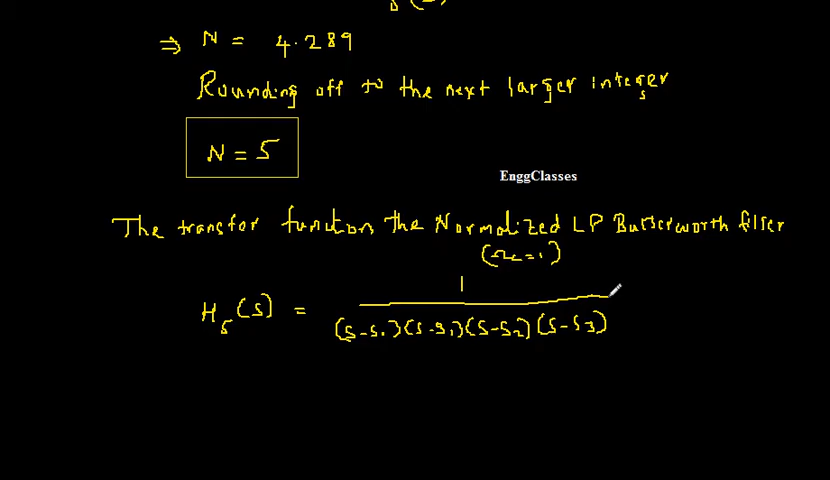 ⇒ N = 4.289
Rounding off to the next larger integer
N = 5
EnggClasses
The transfer function, the Normalized LP Butterworth filter
(Ωc=1)
1
H5(s) =
(s-s0)(s-s1)(s-s2)(s-s3)